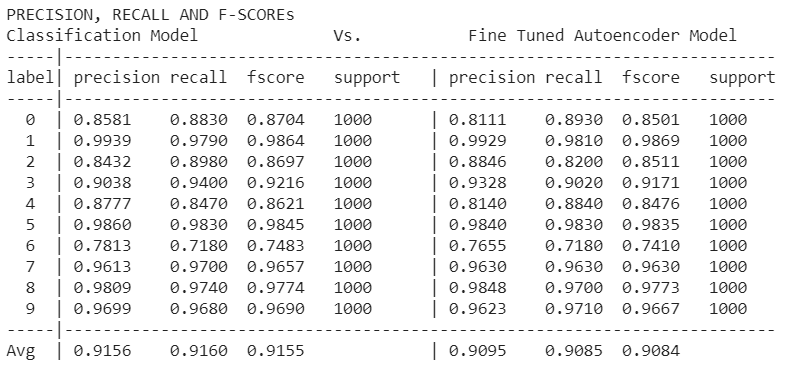 PRECISION, RECALL AND F-SCOREs
Classification Model Vs. Fine Tuned Autoencoder Model
-----|--------------------------------------------------------------------------
label| precision recall fscore support | precision recall fscore support
-----|--------------------------------------------------------------------------
0 | 0.8581 0.8830 0.8704 1000 | 0.8111 0.8930 0.8501 1000
1 | 0.9939 0.9790 0.9864 1000 | 0.9929 0.9810 0.9869 1000
2 | 0.8432 0.8980 0.8697 1000 | 0.8846 0.8200 0.8511 1000
3 | 0.9038 0.9400 0.9216 1000 | 0.9328 0.9020 0.9171 1000
4 | 0.8777 0.8470 0.8621 1000 | 0.8140 0.8840 0.8476 1000
5 | 0.9860 0.9830 0.9845 1000 | 0.9840 0.9830 0.9835 1000
6 | 0.7813 0.7180 0.7483 1000 | 0.7655 0.7180 0.7410 1000
7 | 0.9613 0.9700 0.9657 1000 | 0.9630 0.9630 0.9630 1000
8 | 0.9809 0.9740 0.9774 1000 | 0.9848 0.9700 0.9773 1000
9 | 0.9699 0.9680 0.9690 1000 | 0.9623 0.9710 0.9667 1000
-----|--------------------------------------------------------------------------
Avg | 0.9156 0.9160 0.9155 | 0.9095 0.9085 0.9084